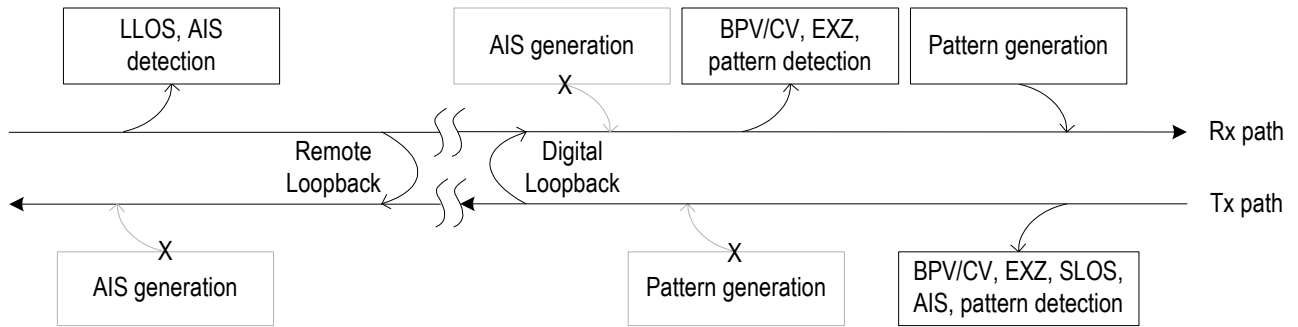 LLOS, AIS
detection
AIS generation
X
BPV/CV, EXZ,
pattern detection
Pattern generation
Rx path
Remote
Loopback
Digital
Loopback
Tx path
X
AIS generation
X
Pattern generation
BPV/CV, EXZ, SLOS,
AIS, pattern detection